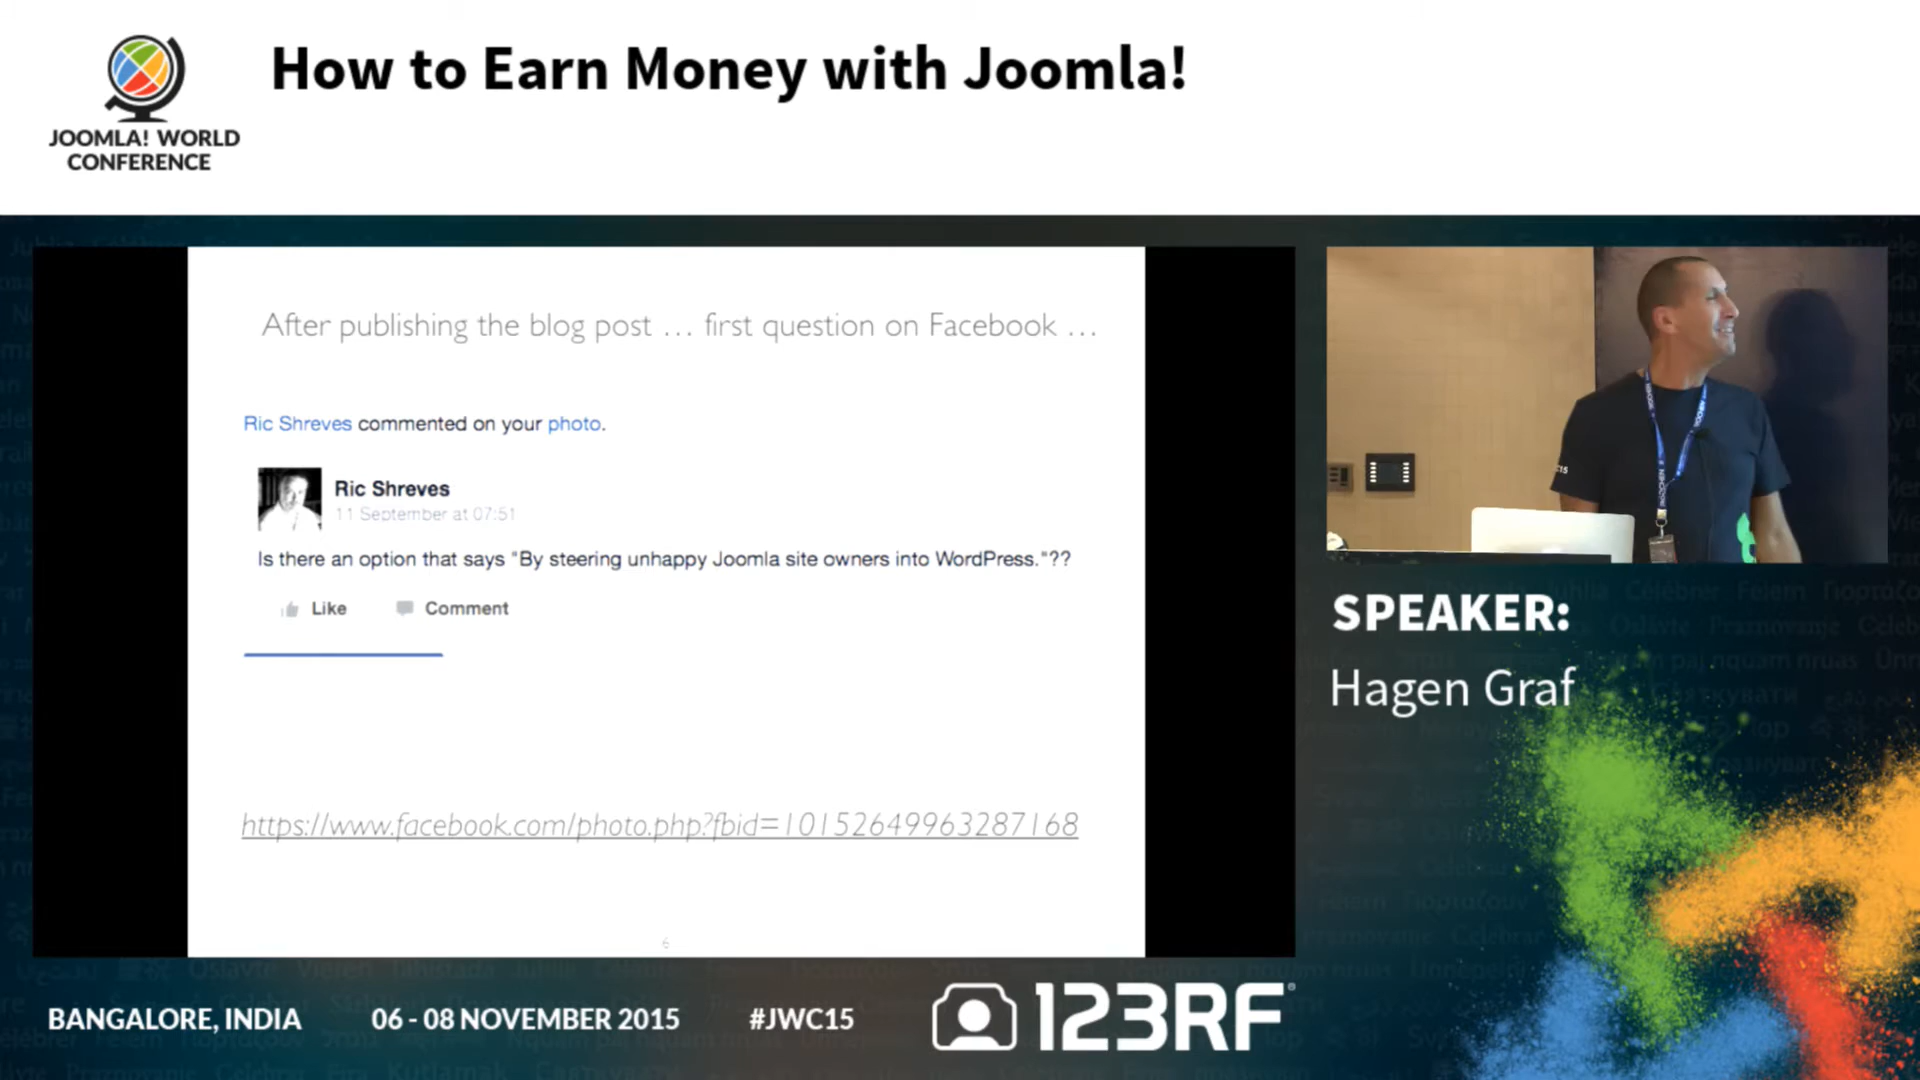 How to Earn Money with Joomla!
JOOMLA! WORLD
CONFERENCE
After publishing the blog post ... first question on Facebook ...
Ric Shreves commented on your photo.
Ric Shreves
11 September at 07:51
Is there an option that says "By steering unhappy Joomla site owners into WordPress."??
Like Comment
https://www.facebook.com/photo.php?fbid=10152649963287168
6
SPEAKER:
Hagen Graf
BANGALORE, INDIA 06 - 08 NOVEMBER 2015 #JWC15 123RF